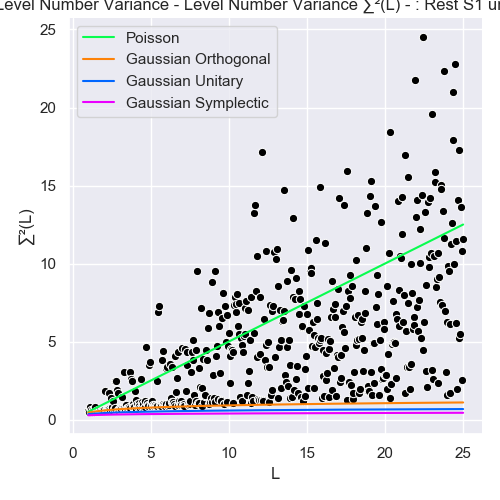 Level Number Variance - Level Number Variance ∑²(L) - : Rest S1
Poisson
Gaussian Orthogonal
Gaussian Unitary
Gaussian Symplectic
25
20
15
10
5
0
∑²(L)
0 5 10 15 20 25
L